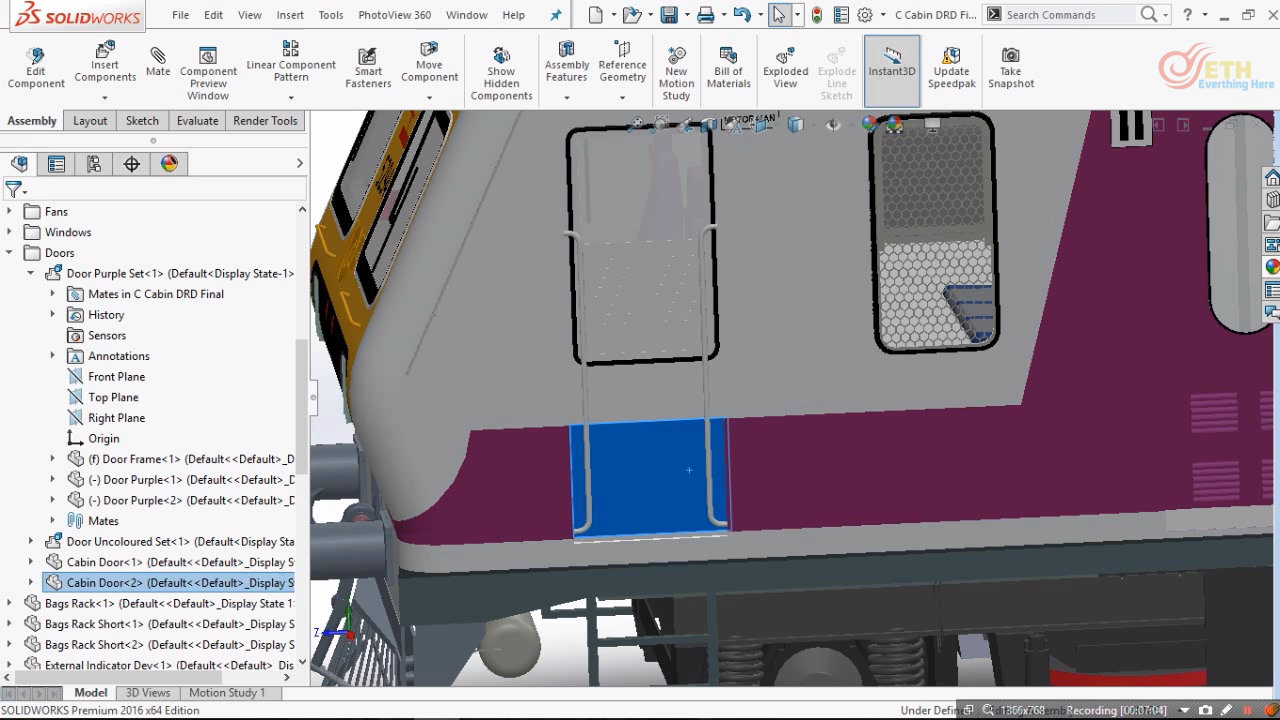 SOLIDWORKS
File Edit View Insert Tools PhotoView 360 Window Help
C Cabin DRD Fi...
Search Commands
Edit Component
Insert Components
Mate
Component Preview Window
Linear Component Pattern
Smart Fasteners
Move Component
Show Hidden Components
Assembly Features
Reference Geometry
New Motion Study
Bill of Materials
Exploded View
Explode Line Sketch
Instant3D
Update Speedpak
Take Snapshot
ETH
Everthing Here
Assembly Layout Sketch Evaluate Render Tools
Fans
Windows
Doors
Door Purple Set<1> (Default<Display State-1>
Mates in C Cabin DRD Final
History
Sensors
Annotations
Front Plane
Top Plane
Right Plane
Origin
(f) Door Frame<1> (Default<<Default>_D
(-) Door Purple<1> (Default<<Default>_D
(-) Door Purple<2> (Default<<Default>_D
Mates
Door Uncoloured Set<1> (Default<Display Sta
Cabin Door<1> (Default<<Default>_Display S
Cabin Door<2> (Default<<Default>_Display S
Bags Rack<1> (Default<<Default>_Display State 1
Bags Rack Short<1> (Default<<Default>_Display S
Bags Rack Short<2> (Default<<Default>_Display S
External Indicator Dev<1> (Default<<Default> Dis
Z
Model 3D Views Motion Study 1
SOLIDWORKS Premium 2016 x64 Edition
Under Define
1366x768
Recording [00:07:04]